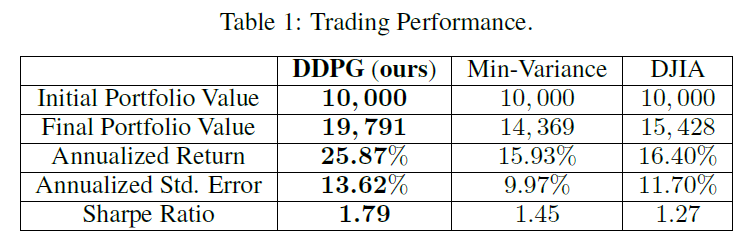 Table 1: Trading Performance.
DDPG (ours) Min-Variance DJIA
Initial Portfolio Value 10, 000 10, 000 10, 000
Final Portfolio Value 19, 791 14, 369 15, 428
Annualized Return 25.87% 15.93% 16.40%
Annualized Std. Error 13.62% 9.97% 11.70%
Sharpe Ratio 1.79 1.45 1.27